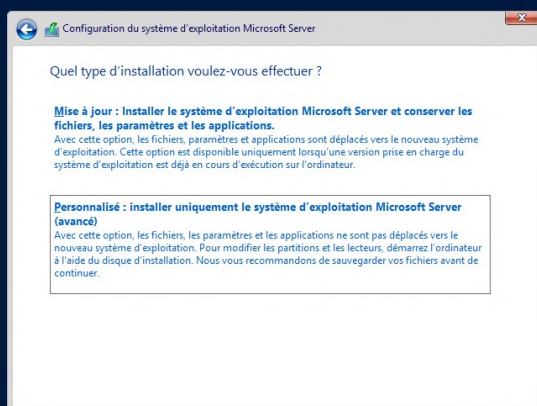 Configuration du système d'exploitation Microsoft Server
Quel type d'installation voulez-vous effectuer ?
Mise à jour : Installer le système d'exploitation Microsoft Server et conserver les
fichiers, les paramètres et les applications.
Avec cette option, les fichiers, paramètres et applications sont déplacés vers le nouveau système
d'exploitation. Cette option est disponible uniquement lorsqu'une version prise en charge du
système d'exploitation est déjà en cours d'exécution sur l'ordinateur.
Personnalisé : installer uniquement le système d'exploitation Microsoft Server
(avancé)
Avec cette option, les fichiers, les paramètres et les applications ne sont pas déplacés vers le
nouveau système d'exploitation. Pour modifier les partitions et les lecteurs, démarrez l'ordinateur
à l'aide du disque d'installation. Nous vous recommandons de sauvegarder vos fichiers avant de
continuer.